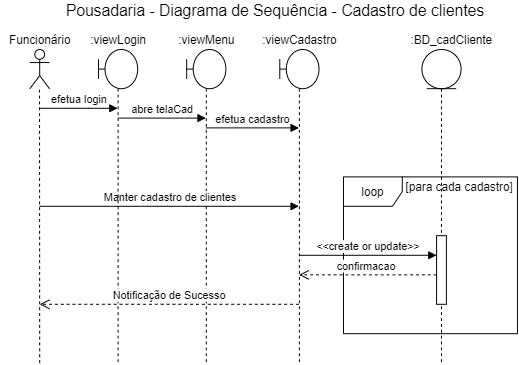 Pousadaria - Diagrama de Sequência - Cadastro de clientes
Funcionário
:viewLogin
:viewMenu
:viewCadastro
:BD_cadCliente
efetua login
abre telaCad
efetua cadastro
loop
[para cada cadastro]
Manter cadastro de clientes
<<create or update>>
confirmacao
Notificação de Sucesso